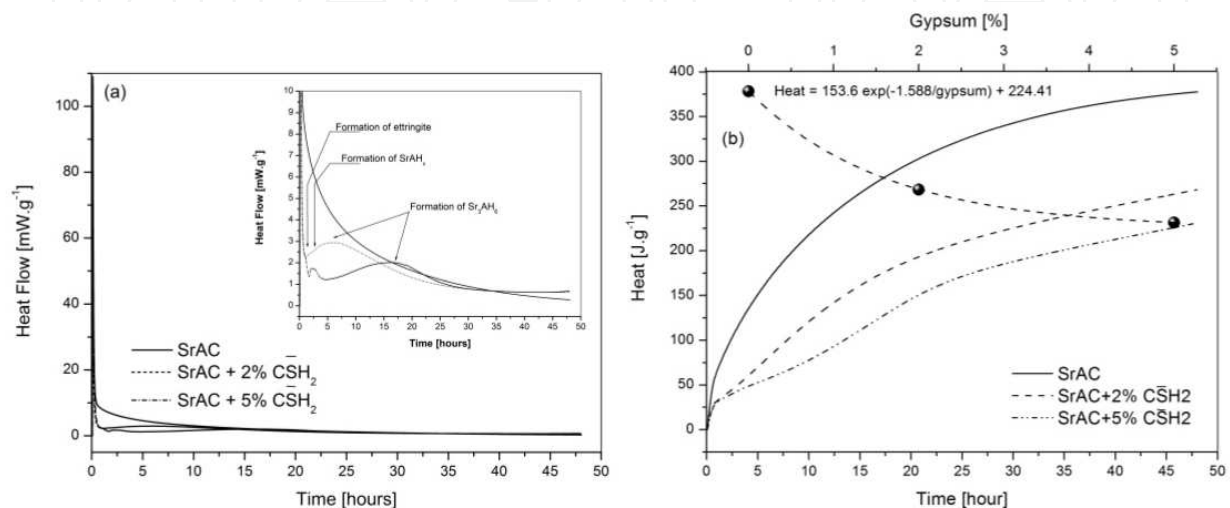 (a)
Heat Flow [mW.g⁻¹]
100
80
60
40
20
0
0 5 10 15 20 25 30 35 40 45 50
Time [hours]
SrAC
SrAC + 2% CS̅H₂
SrAC + 5% CS̅H₂
Heat Flow [mW.g⁻¹]
10
9
8
7
6
5
4
3
2
1
0
0 5 10 15 20 25 30 35 40 45 50
Time [hours]
Formation of ettringite
Formation of SrAHₓ
Formation of Sr₃AH₆
Gypsum [%]
0 1 2 3 4 5
(b)
Heat = 153.6 exp(-1.588/gypsum) + 224.41
Heat [J.g⁻¹]
400
350
300
250
200
150
100
50
0
SrAC
SrAC+2% CS̅H2
SrAC+5% CS̅H2
0 5 10 15 20 25 30 35 40 45 50
Time [hour]